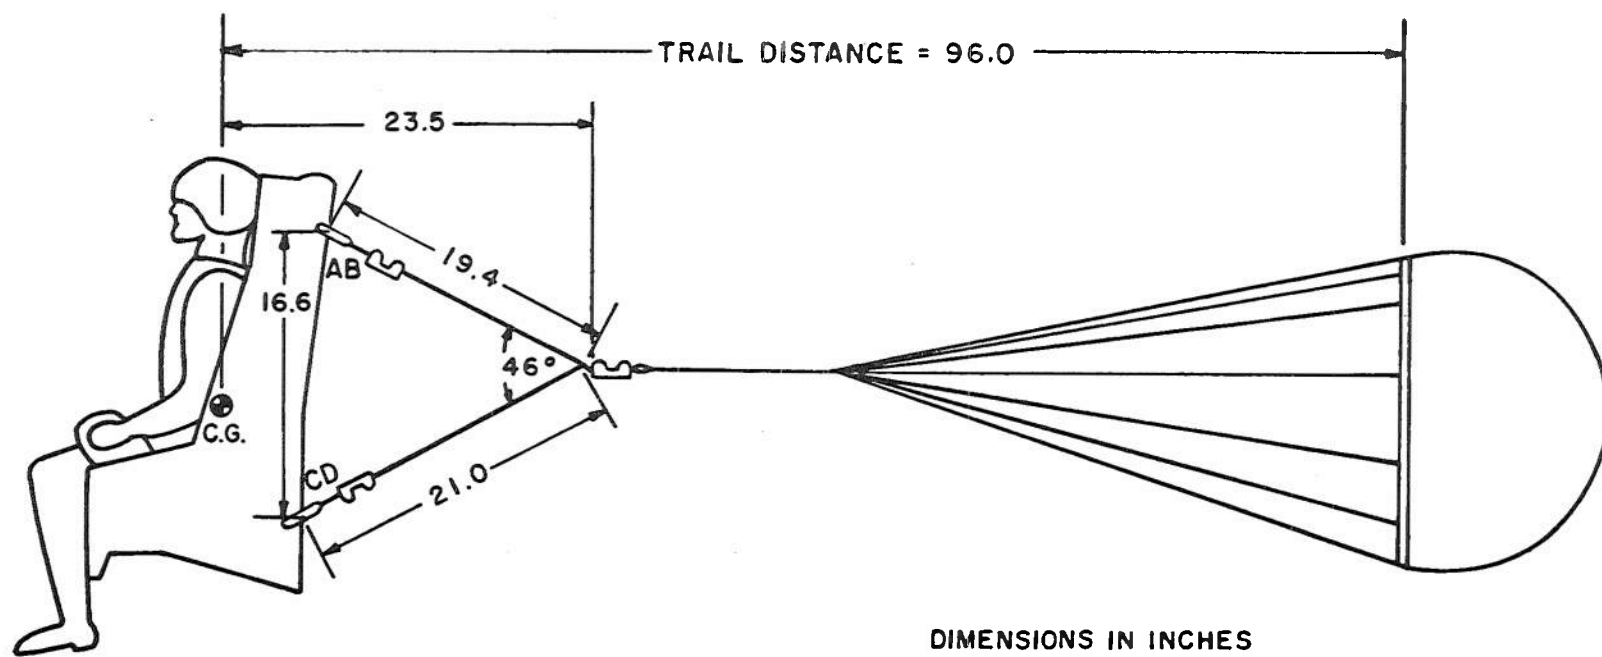 TRAIL DISTANCE = 96.0
23.5
19.4
AB
16.6
46°
C.G.
CD
21.0
DIMENSIONS IN INCHES